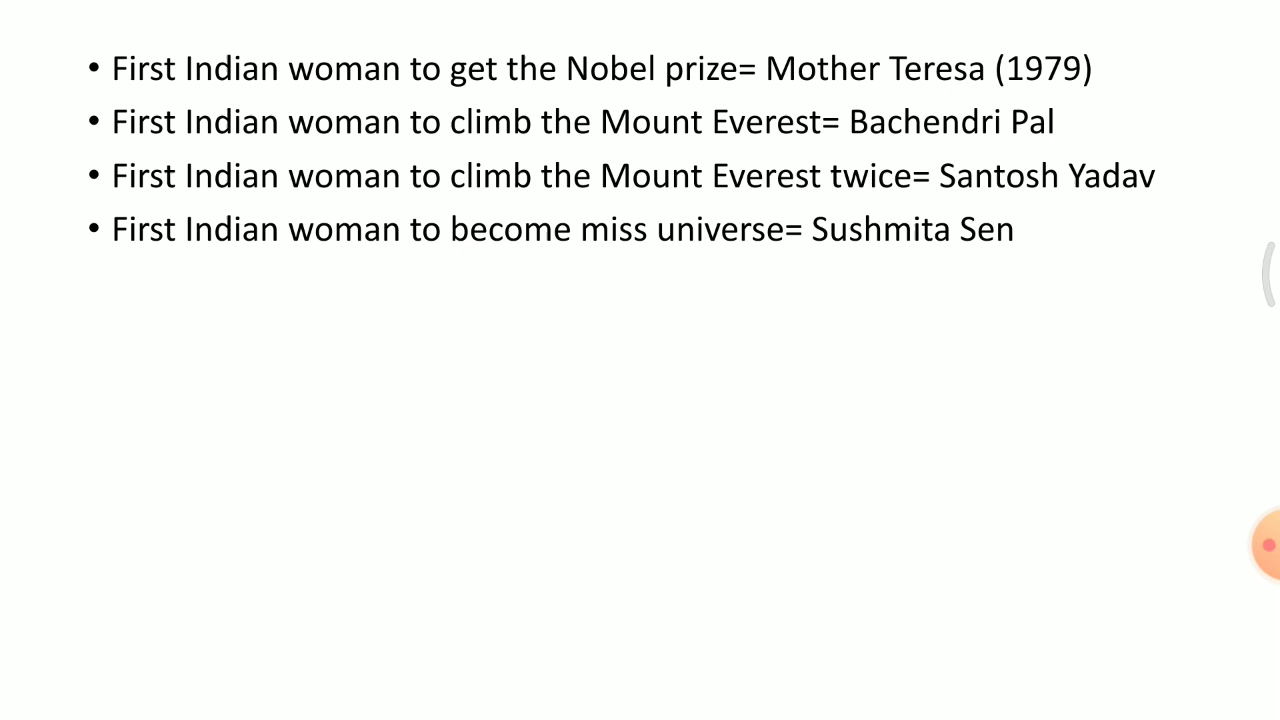 • First Indian woman to get the Nobel prize= Mother Teresa (1979)
• First Indian woman to climb the Mount Everest= Bachendri Pal
• First Indian woman to climb the Mount Everest twice= Santosh Yadav
• First Indian woman to become miss universe= Sushmita Sen